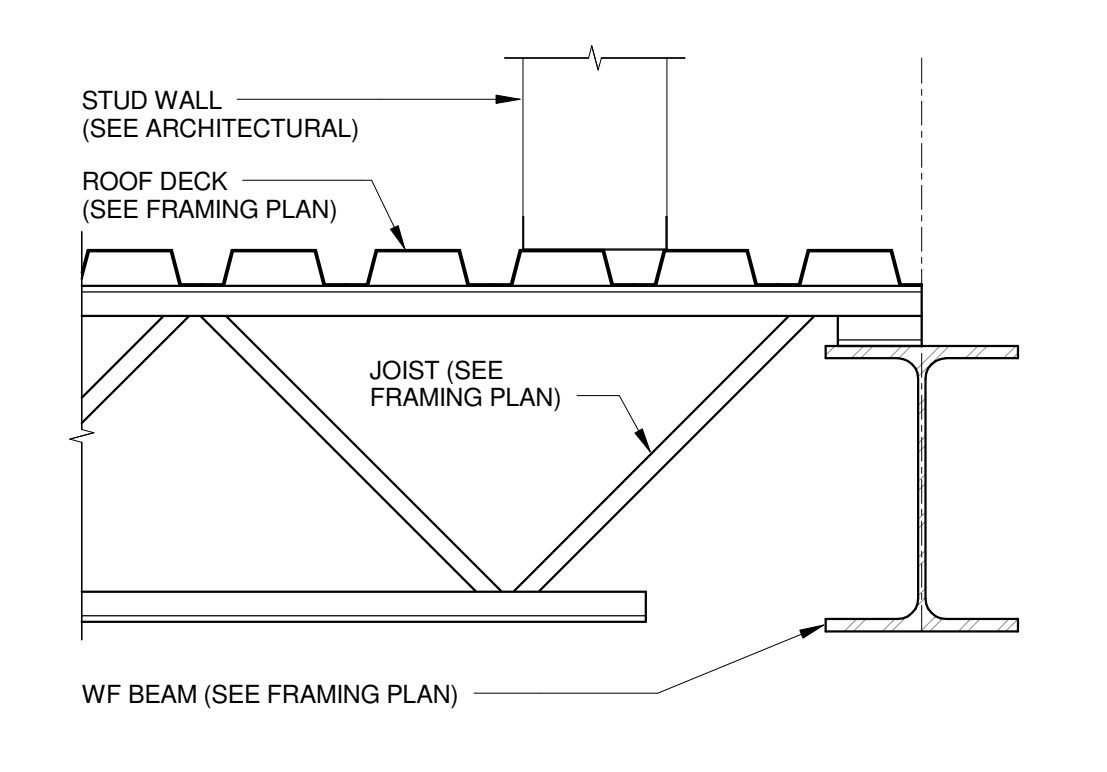 STUD WALL
(SEE ARCHITECTURAL)
ROOF DECK
(SEE FRAMING PLAN)
JOIST (SEE
FRAMING PLAN)
WF BEAM (SEE FRAMING PLAN)